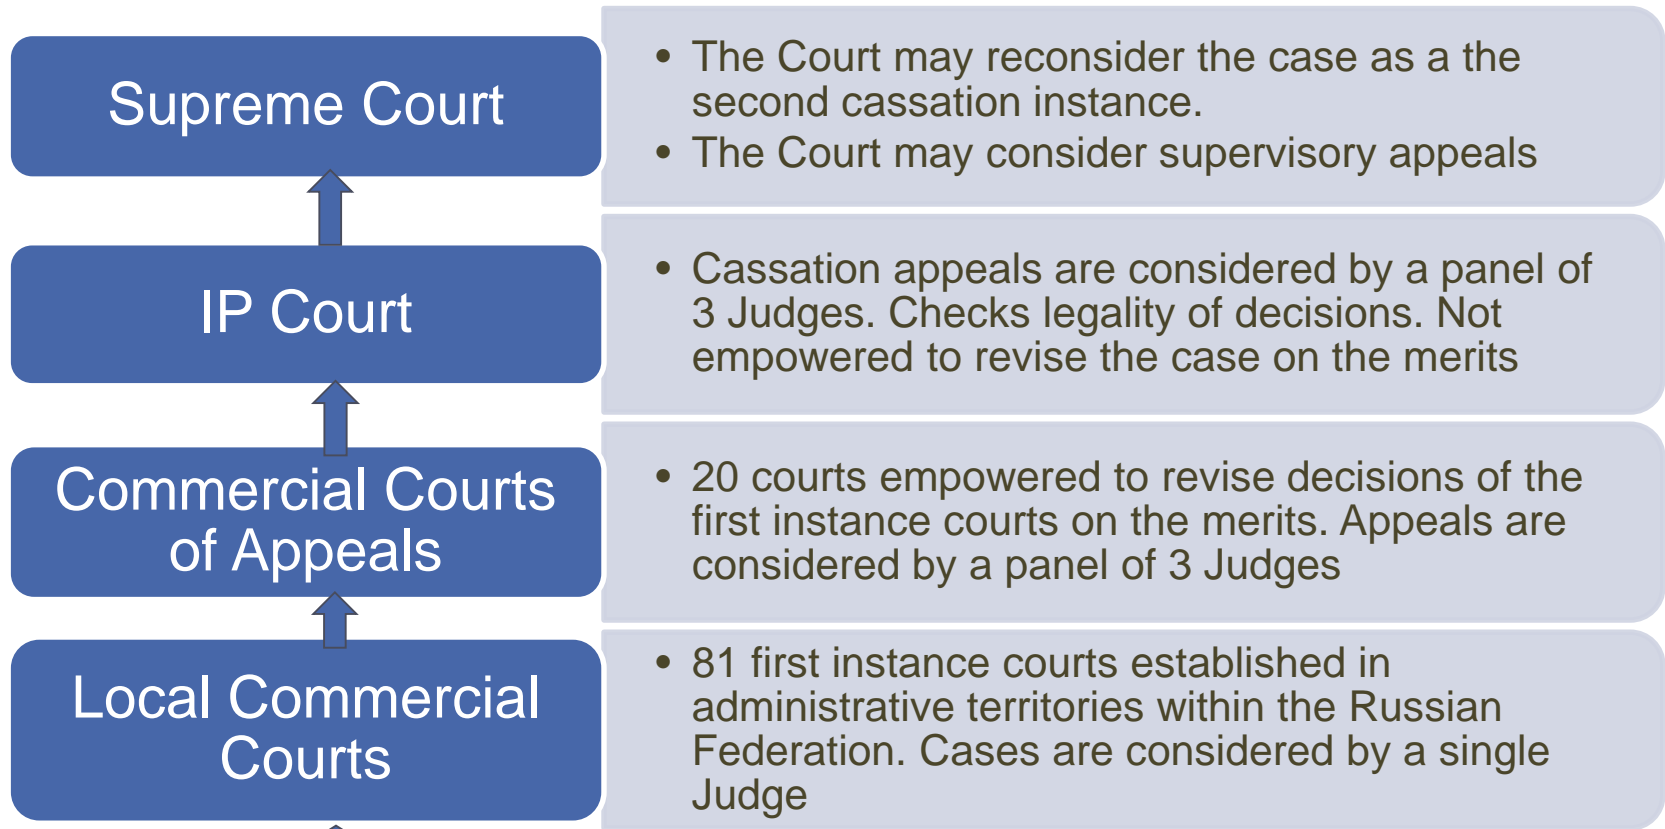 Supreme Court
• The Court may reconsider the case as a the
second cassation instance.
• The Court may consider supervisory appeals
IP Court
• Cassation appeals are considered by a panel of
3 Judges. Checks legality of decisions. Not
empowered to revise the case on the merits
Commercial Courts
of Appeals
• 20 courts empowered to revise decisions of the
first instance courts on the merits. Appeals are
considered by a panel of 3 Judges
Local Commercial
Courts
• 81 first instance courts established in
administrative territories within the Russian
Federation. Cases are considered by a single
Judge